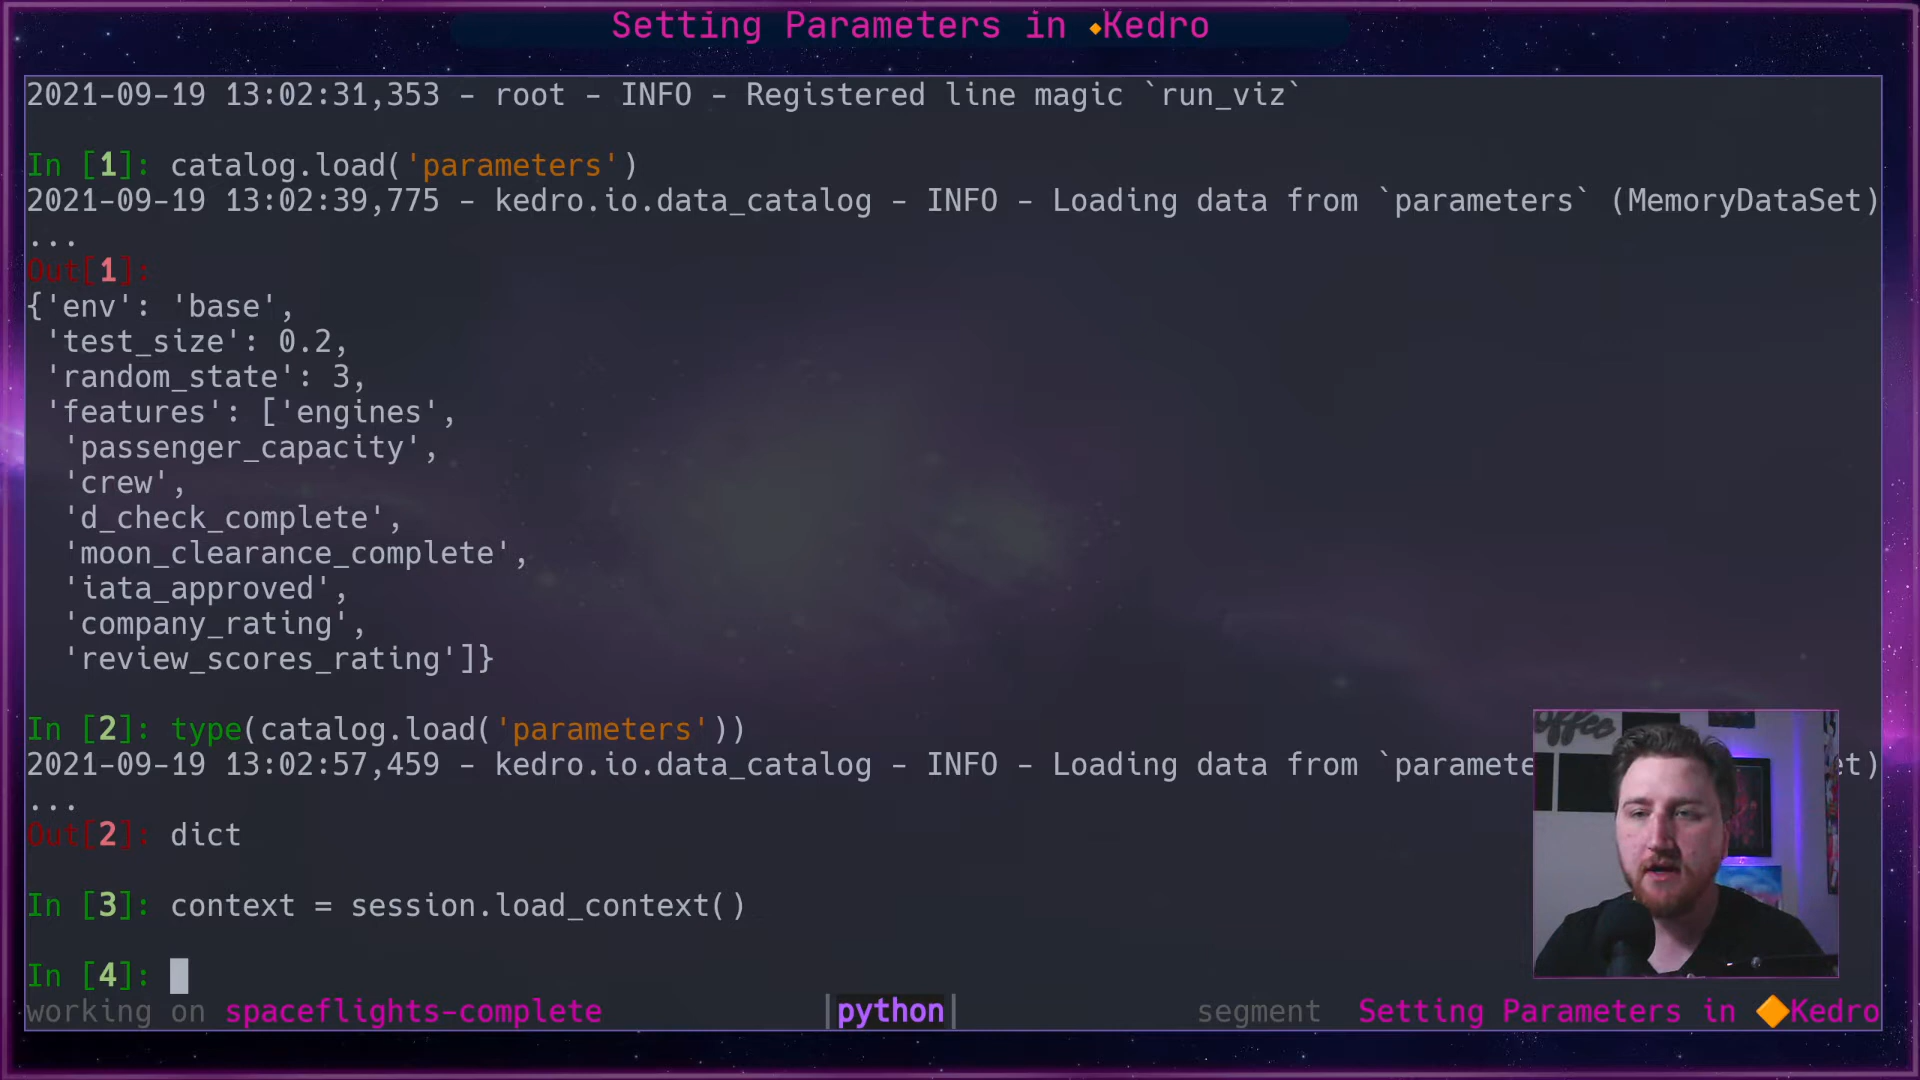 Setting Parameters in 🔸Kedro
2021-09-19 13:02:31,353 - root - INFO - Registered line magic `run_viz`
In [1]: catalog.load('parameters')
2021-09-19 13:02:39,775 - kedro.io.data_catalog - INFO - Loading data from `parameters` (MemoryDataSet)
...
Out[1]:
{'env': 'base',
 'test_size': 0.2,
 'random_state': 3,
 'features': ['engines',
  'passenger_capacity',
  'crew',
  'd_check_complete',
  'moon_clearance_complete',
  'iata_approved',
  'company_rating',
  'review_scores_rating']}
In [2]: type(catalog.load('parameters'))
2021-09-19 13:02:57,459 - kedro.io.data_catalog - INFO - Loading data from `paramete et)
...
Out[2]: dict
In [3]: context = session.load_context()
In [4]:
working on spaceflights-complete |python| segment Setting Parameters in 🔶Kedro